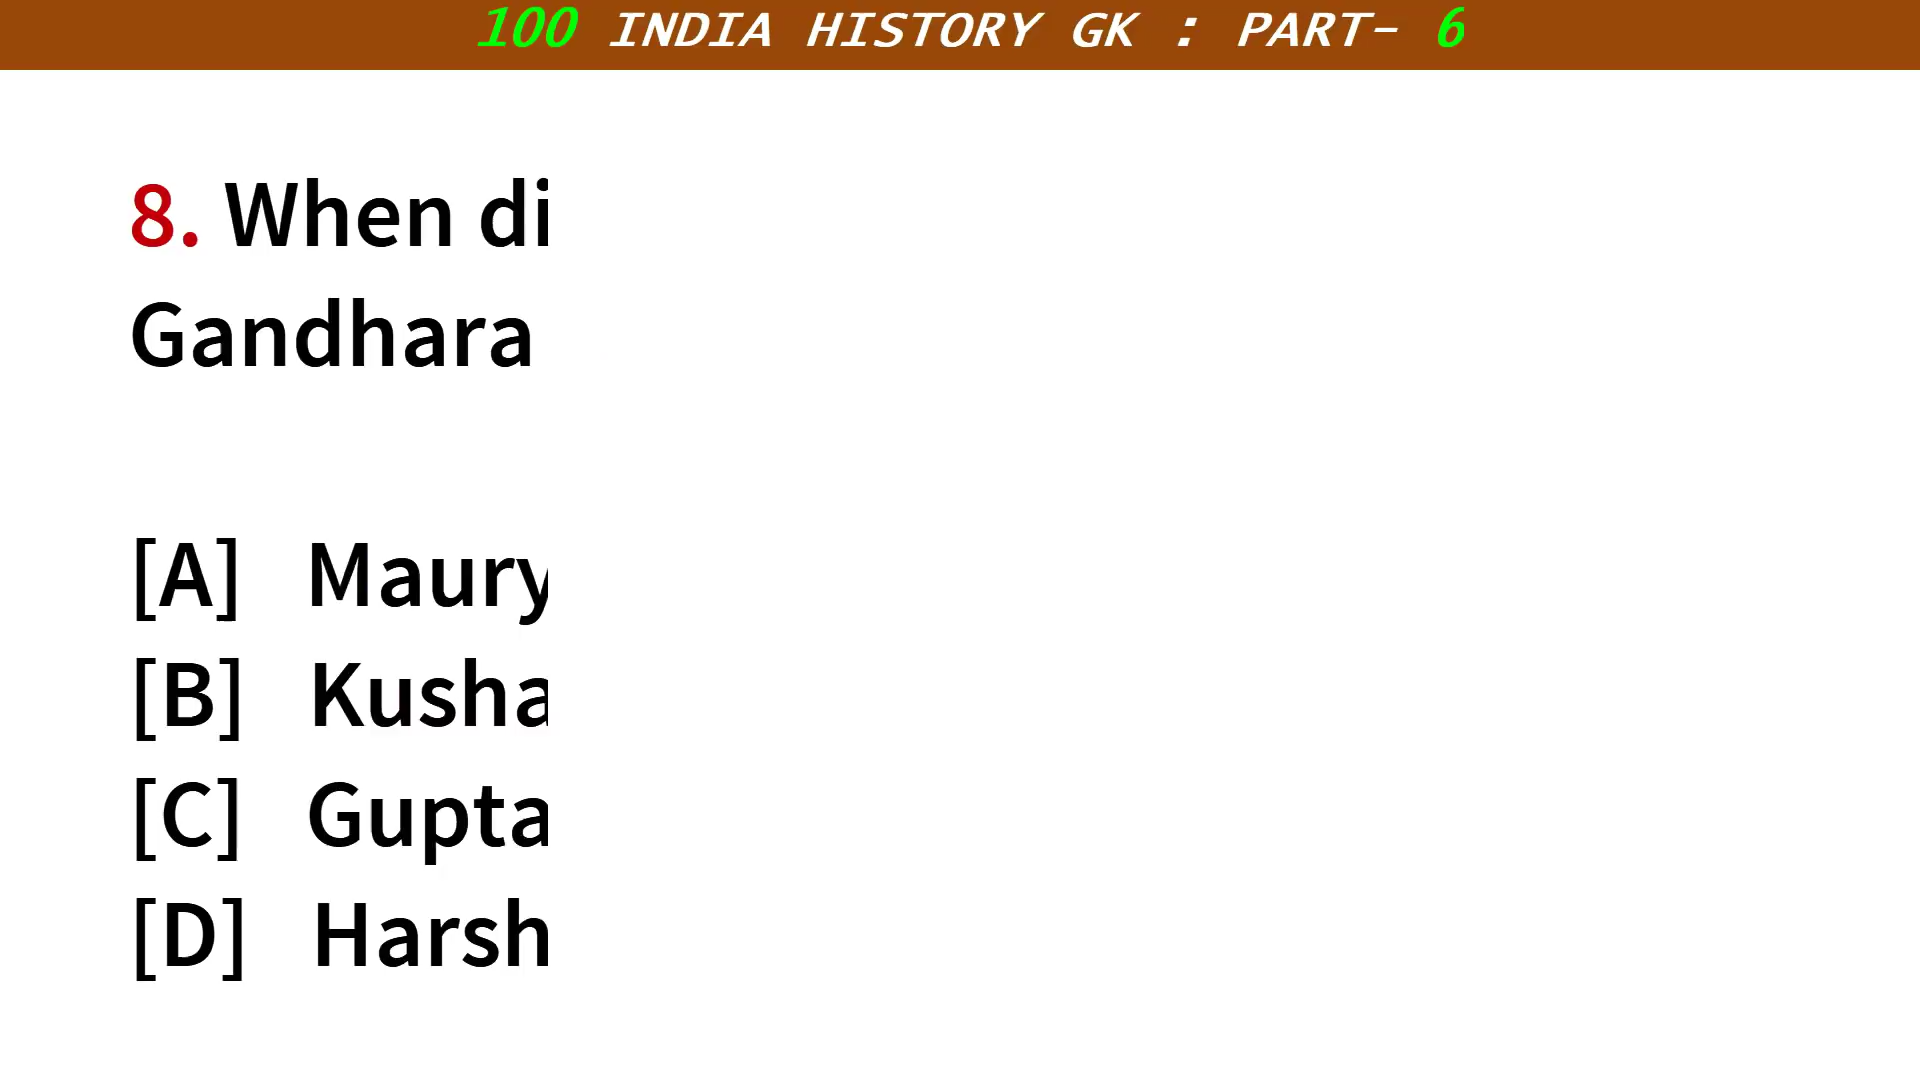 100 INDIA HISTORY GK : PART- 6
8. When di
Gandhara
[A] Maury
[B] Kusha
[C] Gupta
[D] Harsh